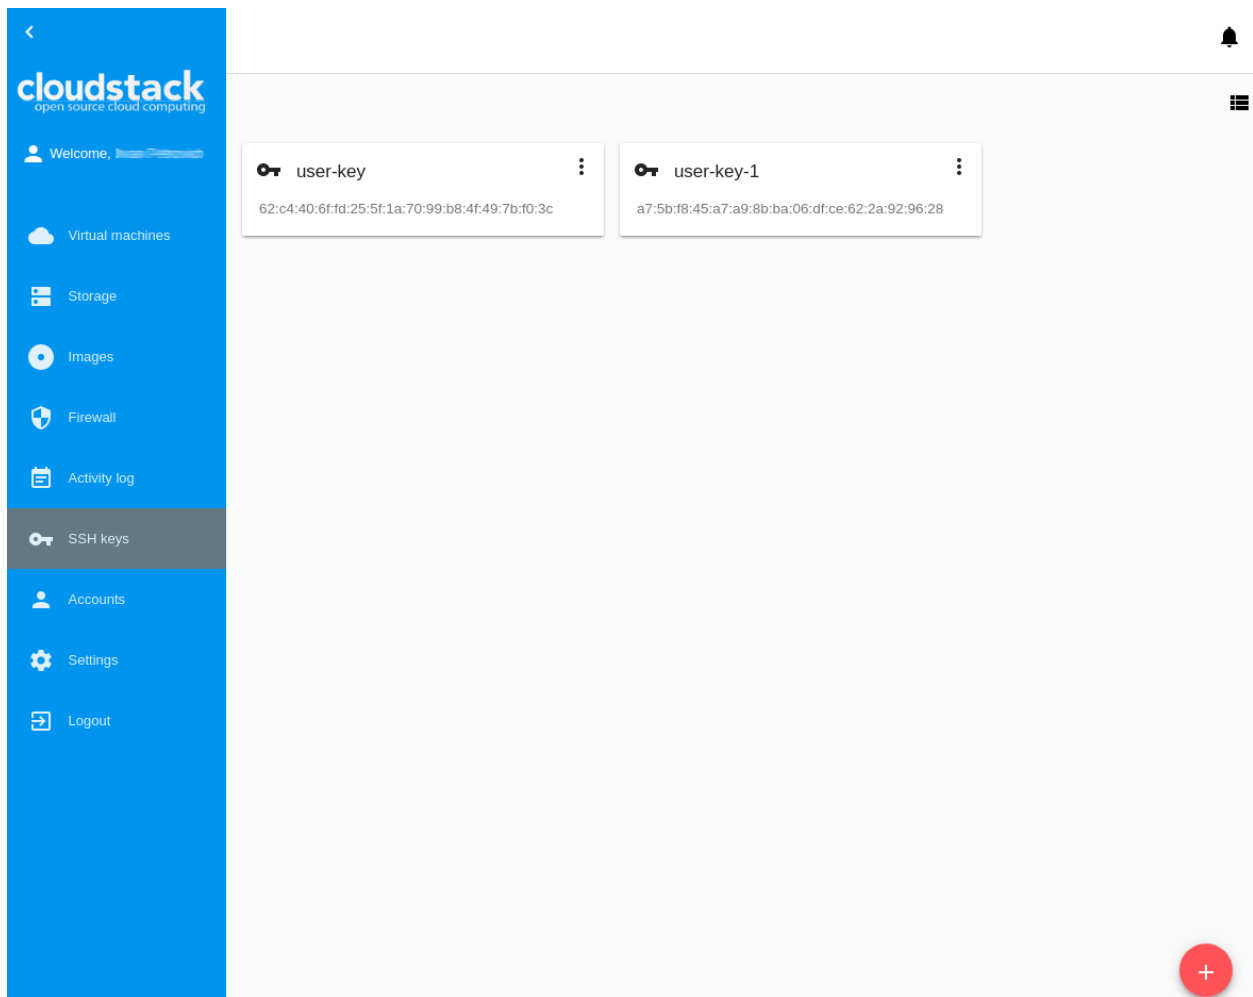 cloudstack
open source cloud computing
Welcome,
Virtual machines
Storage
Images
Firewall
Activity log
SSH keys
Accounts
Settings
Logout
user-key
62:c4:40:6f:fd:25:5f:1a:70:99:b8:4f:49:7b:f0:3c
user-key-1
a7:5b:f8:45:a7:a9:8b:ba:06:df:ce:62:2a:92:96:28